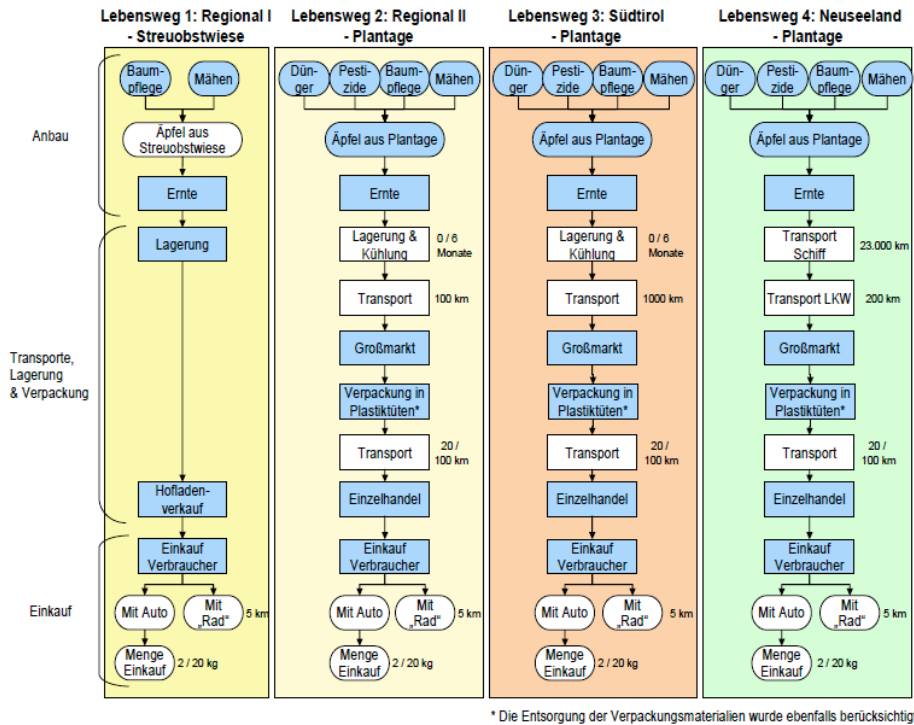 Lebensweg 1: Regional I
- Streuobstwiese
Lebensweg 2: Regional II
- Plantage
Lebensweg 3: Südtirol
- Plantage
Lebensweg 4: Neuseeland
- Plantage
Anbau
Transporte,
Lagerung
& Verpackung
Einkauf
Baum-
pflege
Mähen
Äpfel aus
Streuobstwiese
Ernte
Lagerung
Hofladen-
verkauf
Einkauf
Verbraucher
Mit Auto
Mit
„Rad"
5 km
Menge
Einkauf
2 / 20 kg
Dün-
ger
Pesti-
zide
Baum-
pflege
Mähen
Äpfel aus Plantage
Ernte
Lagerung &
Kühlung
0 / 6
Monate
Transport
100 km
Großmarkt
Verpackung in
Plastiktüten*
Transport
20 /
100 km
Einzelhandel
Einkauf
Verbraucher
Mit Auto
Mit
„Rad"
5 km
Menge
Einkauf
2 / 20 kg
Dün-
ger
Pesti-
zide
Baum-
pflege
Mähen
Äpfel aus Plantage
Ernte
Lagerung &
Kühlung
0 / 6
Monate
Transport
1000 km
Großmarkt
Verpackung in
Plastiktüten*
Transport
20 /
100 km
Einzelhandel
Einkauf
Verbraucher
Mit Auto
Mit
„Rad"
5 km
Menge
Einkauf
2 / 20 kg
Dün-
ger
Pesti-
zide
Baum-
pflege
Mähen
Äpfel aus Plantage
Ernte
Transport
Schiff
23.000 km
Transport LKW
200 km
Großmarkt
Verpackung in
Plastiktüten*
Transport
20 /
100 km
Einzelhandel
Einkauf
Verbraucher
Mit Auto
Mit
„Rad"
5 km
Menge
Einkauf
2 / 20 kg
* Die Entsorgung der Verpackungsmaterialien wurde ebenfalls berücksichtig